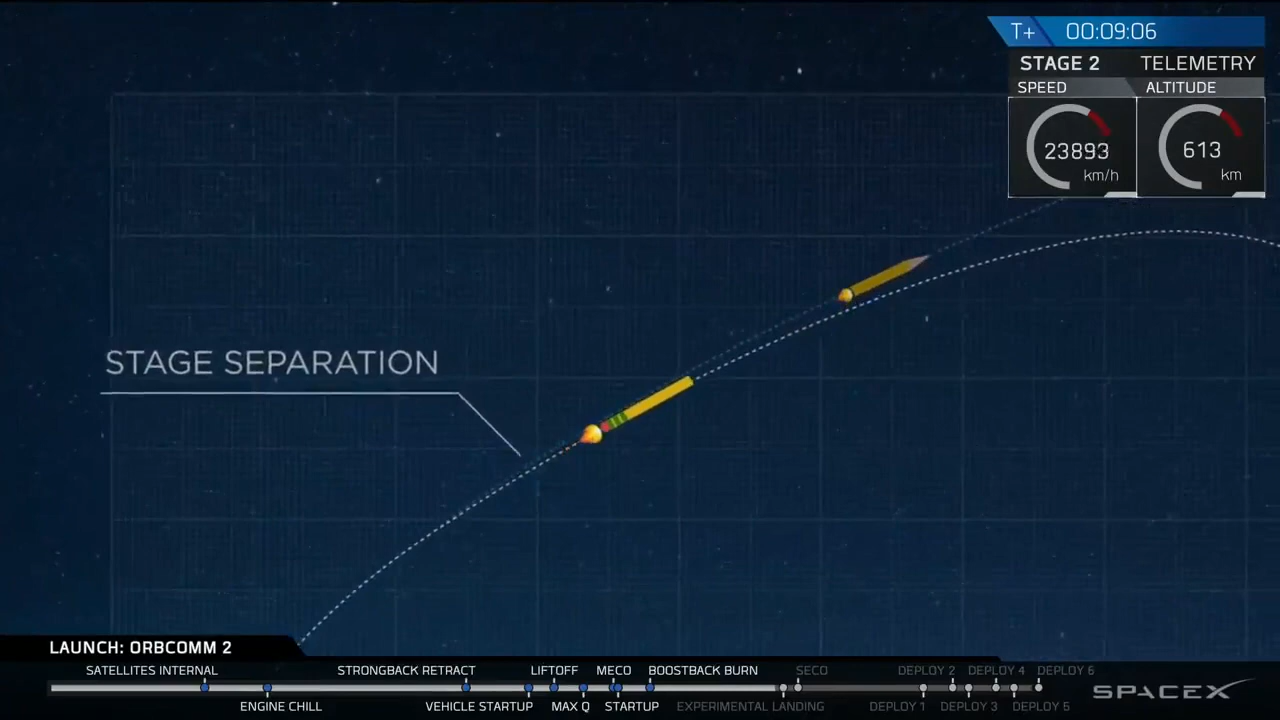 T+ 00:09:06
STAGE 2 TELEMETRY
SPEED ALTITUDE
23893 613
km/h km
STAGE SEPARATION
LAUNCH: ORBCOMM 2
SATELLITES INTERNAL STRONGBACK RETRACT LIFTOFF MECO BOOSTBACK BURN SECO DEPLOY 2 DEPLOY 4 DEPLOY 6
ENGINE CHILL VEHICLE STARTUP MAX Q STARTUP EXPERIMENTAL LANDING DEPLOY 1 DEPLOY 3 DEPLOY 5
SPACEX